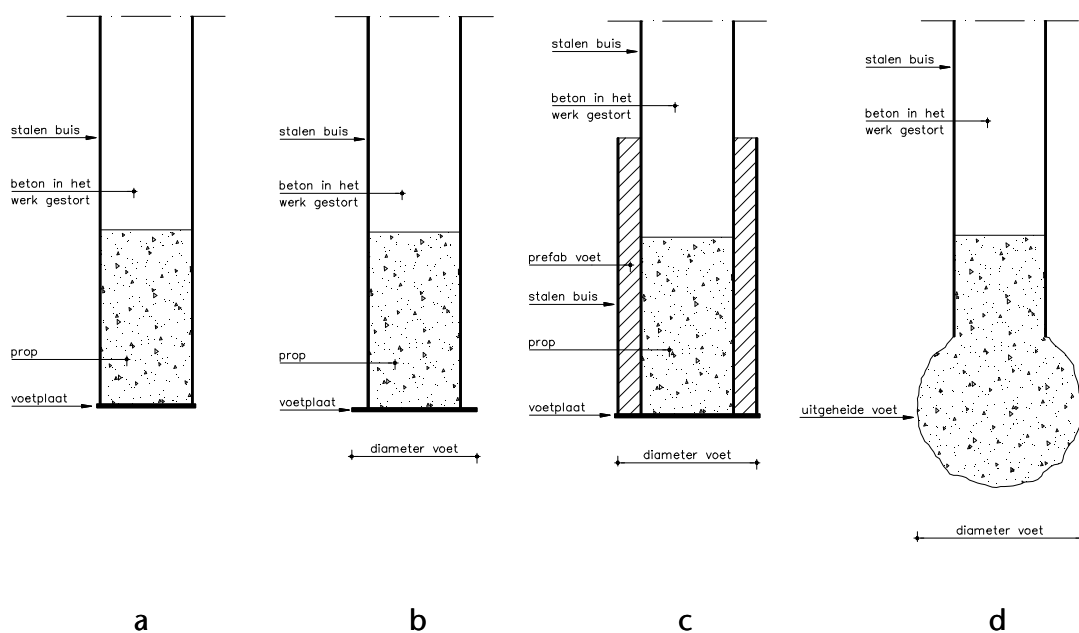 stalen buis
beton in het
werk gestort
prop
voetplaat
a
stalen buis
beton in het
werk gestort
prop
voetplaat
diameter voet
b
stalen buis
beton in het
werk gestort
prefab voet
stalen buis
prop
voetplaat
diameter voet
c
stalen buis
beton in het
werk gestort
uitgeheide voet
diameter voet
d